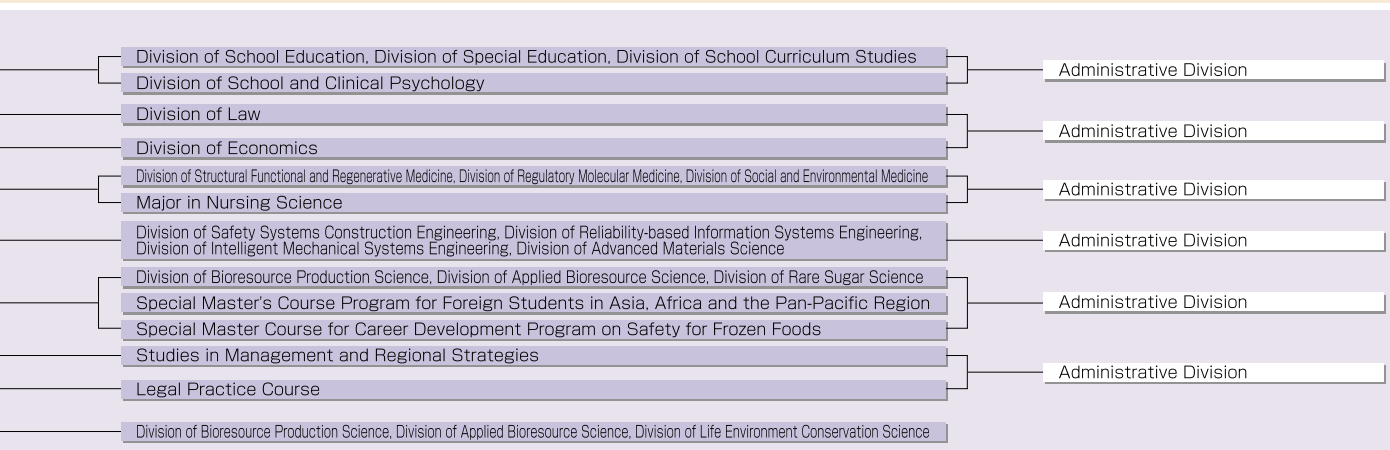 Division of School Education, Division of Special Education, Division of School Curriculum Studies
Division of School and Clinical Psychology
Administrative Division
Division of Law
Division of Economics
Administrative Division
Division of Structural Functional and Regenerative Medicine, Division of Regulatory Molecular Medicine, Division of Social and Environmental Medicine
Major in Nursing Science
Administrative Division
Division of Safety Systems Construction Engineering, Division of Reliability-based Information Systems Engineering,
Division of Intelligent Mechanical Systems Engineering, Division of Advanced Materials Science
Administrative Division
Division of Bioresource Production Science, Division of Applied Bioresource Science, Division of Rare Sugar Science
Special Master's Course Program for Foreign Students in Asia, Africa and the Pan-Pacific Region
Special Master Course for Career Development Program on Safety for Frozen Foods
Administrative Division
Studies in Management and Regional Strategies
Legal Practice Course
Administrative Division
Division of Bioresource Production Science, Division of Applied Bioresource Science, Division of Life Environment Conservation Science